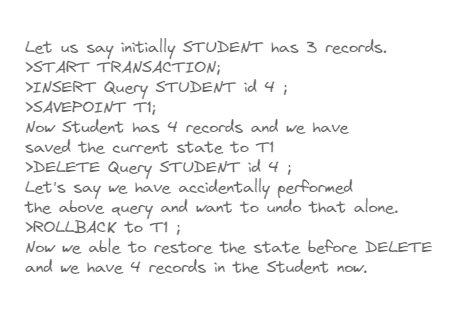 Let us say initially STUDENT has 3 records.
>START TRANSACTION;
>INSERT Query STUDENT id 4 ;
>SAVEPOINT T1;
Now Student has 4 records and we have
saved the current state to T1
>DELETE Query STUDENT id 4 ;
Let's say we have accidentally performed
the above query and want to undo that alone.
>ROLLBACK to T1 ;
Now we able to restore the state before DELETE
and we have 4 records in the Student now.